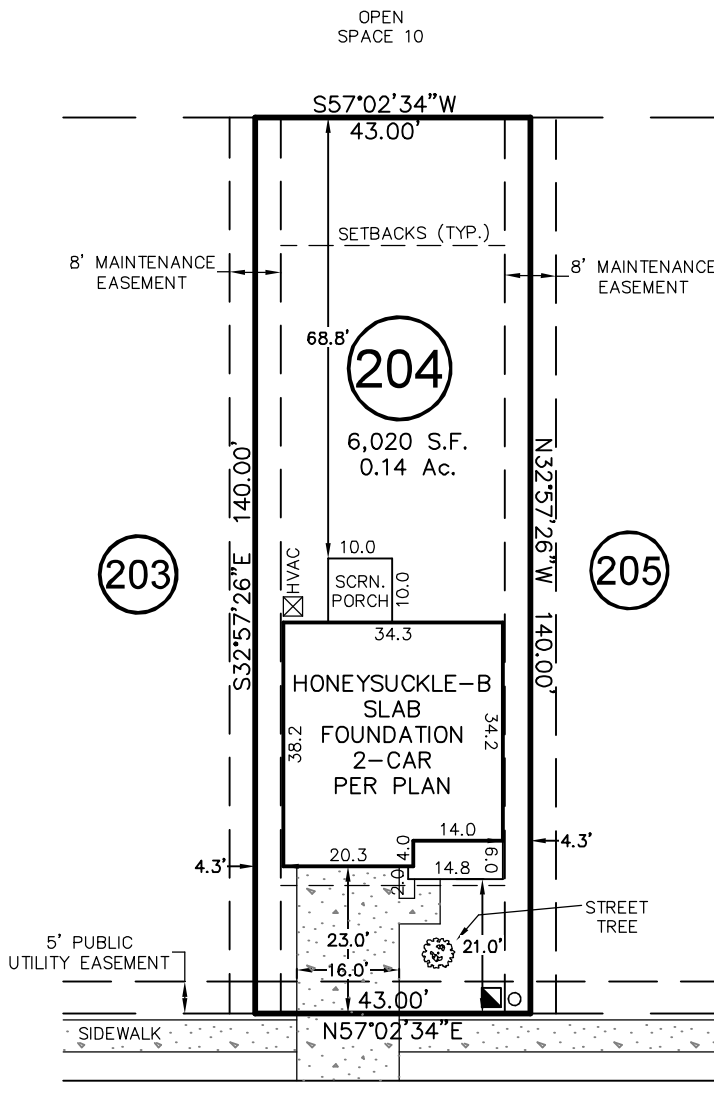 OPEN
SPACE 10
S57°02'34"W
43.00'
SETBACKS (TYP.)
8' MAINTENANCE
EASEMENT
8' MAINTENANCE
EASEMENT
68.8'
204
6,020 S.F.
0.14 Ac.
S32°57'26"E 140.00'
N32°57'26"W 140.00'
203
205
HVAC
10.0
SCRN.
PORCH
10.0
34.3
HONEYSUCKLE-B
SLAB
FOUNDATION
2-CAR
PER PLAN
38.2
34.2
14.0
4.0
6.0
4.3'
4.3'
20.3
14.8
2.0
STREET
TREE
23.0'
21.0'
16.0'
5' PUBLIC
UTILITY EASEMENT
43.00'
N57°02'34"E
SIDEWALK